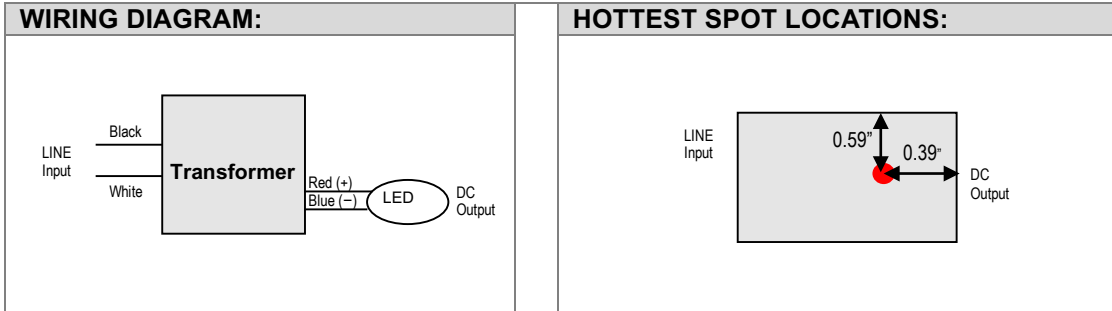 WIRING DIAGRAM:
Black
LINE
Input
White
Transformer
Red (+)
Blue (−)
LED
DC
Output
HOTTEST SPOT LOCATIONS:
LINE
Input
0.59”
0.39”
DC
Output